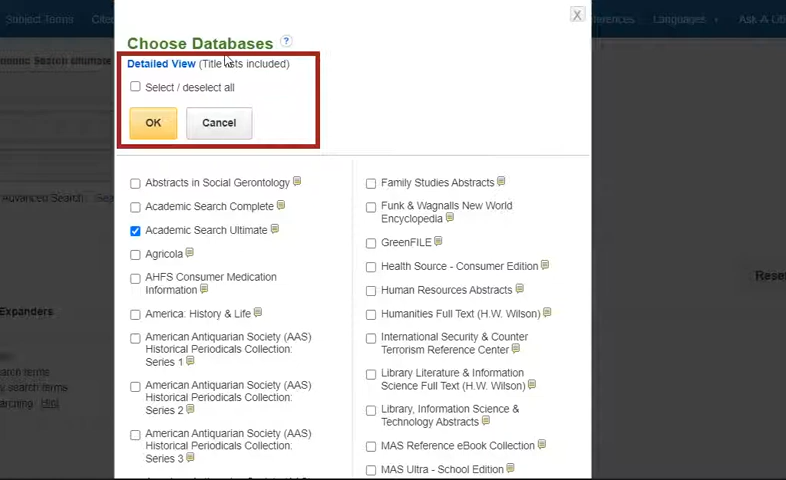 Subject Terms
Languages
Ask-A-Lib
X
Choose Databases ?
Detailed View (Title lists included)
Select / deselect all
OK
Cancel
Advanced Search
Abstracts in Social Gerontology
Academic Search Complete
Academic Search Ultimate
Agricola
AHFS Consumer Medication
Information
America: History & Life
American Antiquarian Society (AAS)
Historical Periodicals Collection:
Series 1
American Antiquarian Society (AAS)
Historical Periodicals Collection:
Series 2
American Antiquarian Society (AAS)
Historical Periodicals Collection:
Series 3
Family Studies Abstracts
Funk & Wagnalls New World
Encyclopedia
GreenFILE
Health Source - Consumer Edition
Human Resources Abstracts
Humanities Full Text (H.W. Wilson)
International Security & Counter
Terrorism Reference Center
Library Literature & Information
Science Full Text (H.W. Wilson)
Library, Information Science &
Technology Abstracts
MAS Reference eBook Collection
MAS Ultra - School Edition
Expanders
search terms
Hint
Reset